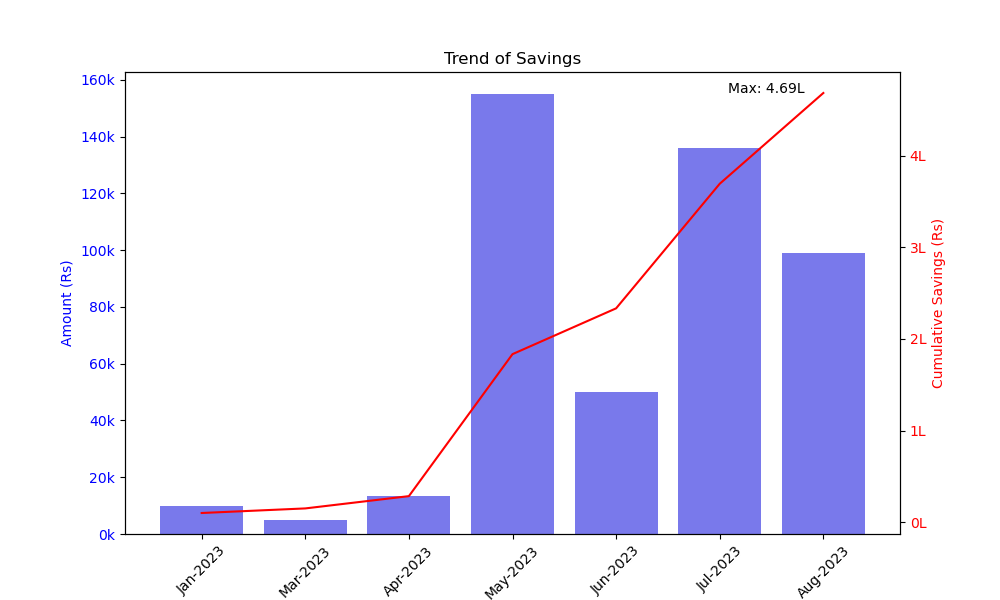 Trend of Savings
Max: 4.69L
160k
140k
120k
100k
80k
60k
40k
20k
0k
Amount (Rs)
4L
3L
2L
1L
0L
Cumulative Savings (Rs)
Jan-2023
Mar-2023
Apr-2023
May-2023
Jun-2023
Jul-2023
Aug-2023